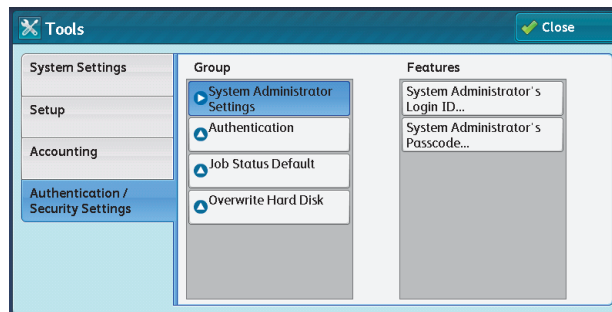 Tools
Close
System Settings
Setup
Accounting
Authentication /
Security Settings
Group
System Administrator
Settings
Authentication
Job Status Default
Overwrite Hard Disk
Features
System Administrator's
Login ID...
System Administrator's
Passcode...